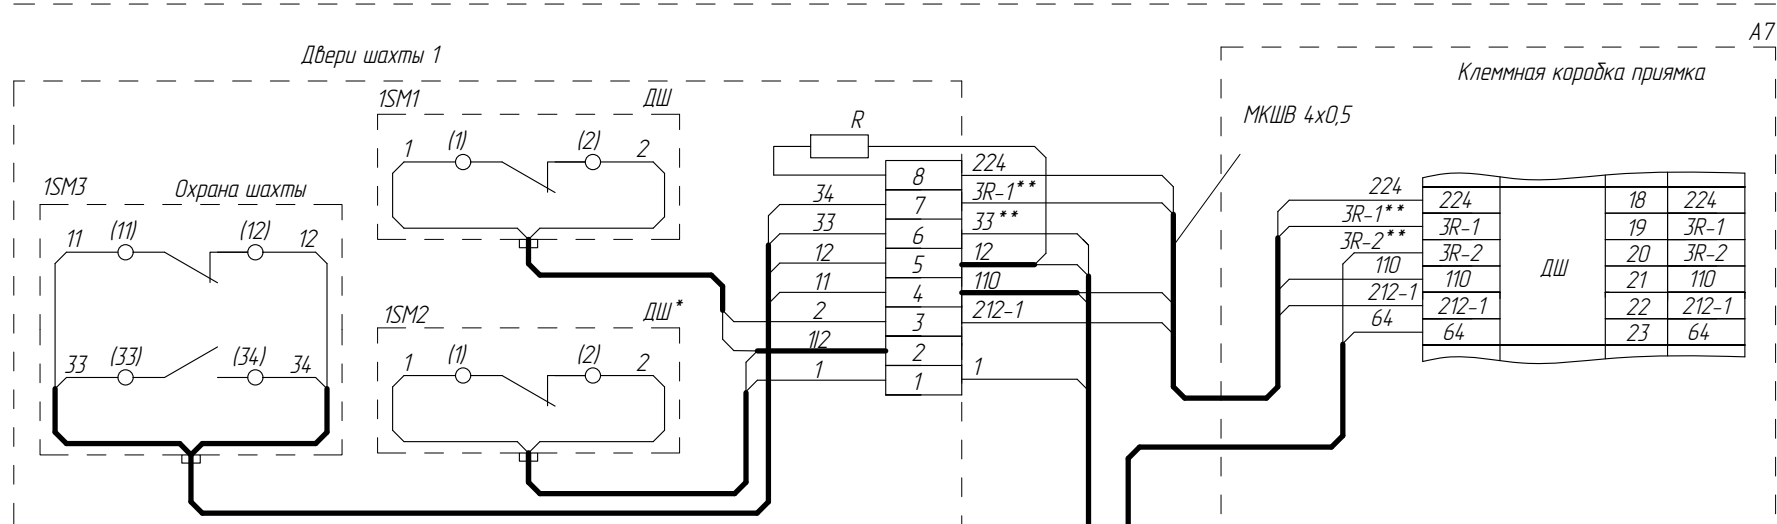 А7
Двери шахты 1
Клеммная коробка приямка
1SM1 ДШ
МКШВ 4х0,5
R
1 (1) (2) 2
1SM3 Охрана шахты
11 (11) (12) 12
33 (33) (34) 34
1SM2 ДШ*
1 (1) (2) 2
8 224
34 7 3R-1**
33 6 33**
12 5 12
11 4 110
2 3 212-1
1/2 2
1 1 1
224 224 18 224
3R-1** 3R-1 19 3R-1
3R-2** 3R-2 20 3R-2
110 110 ДШ 21 110
212-1 212-1 22 212-1
64 64 23 64